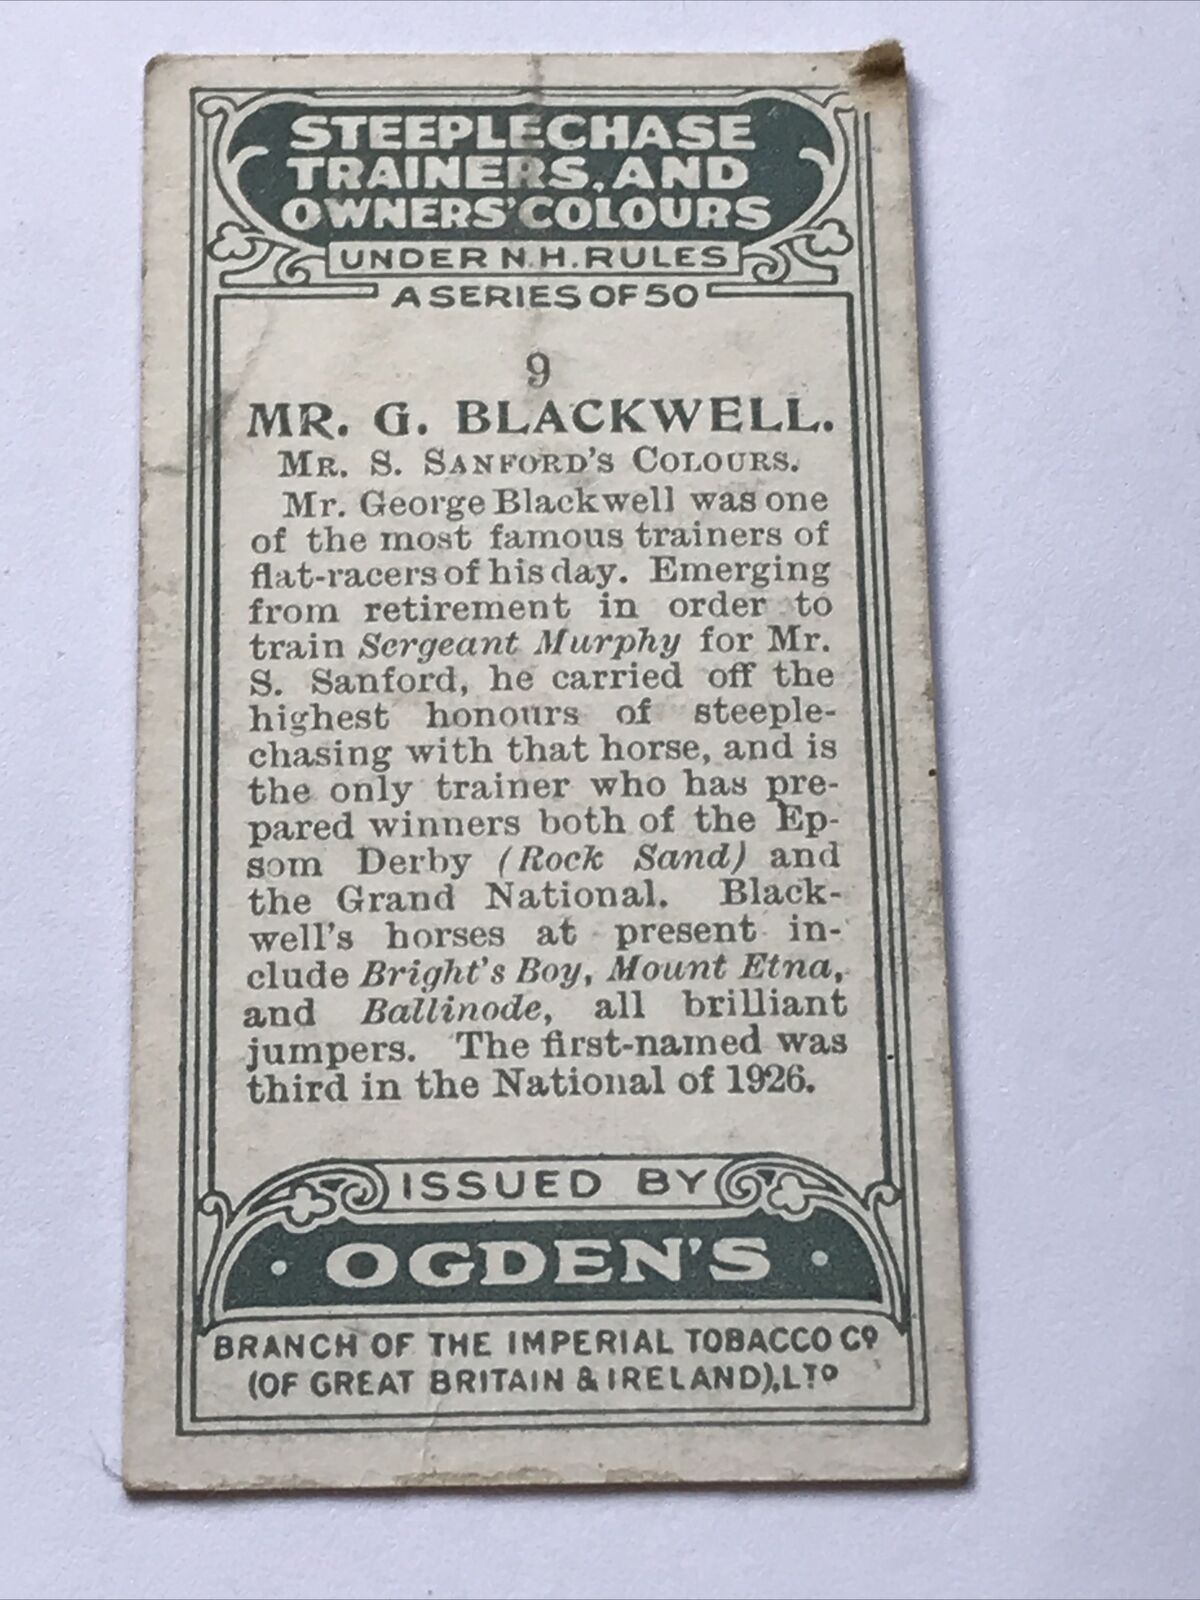 STEEPLECHASE
TRAINERS, AND
OWNERS' COLOURS
UNDER N.H. RULES
A SERIES OF 50
9
MR. G. BLACKWELL.
MR. S. SANFORD'S COLOURS.
Mr. George Blackwell was one
of the most famous trainers of
flat-racers of his day. Emerging
from retirement in order to
train Sergeant Murphy for Mr.
S. Sanford, he carried off the
highest honours of steeple-
chasing with that horse, and is
the only trainer who has pre-
pared winners both of the Ep-
som Derby (Rock Sand) and
the Grand National. Black-
well's horses at present in-
clude Bright's Boy, Mount Etna,
and Ballinode, all brilliant
jumpers. The first-named was
third in the National of 1926.
ISSUED BY
· OGDEN'S ·
BRANCH OF THE IMPERIAL TOBACCO CO
(OF GREAT BRITAIN & IRELAND), LTD